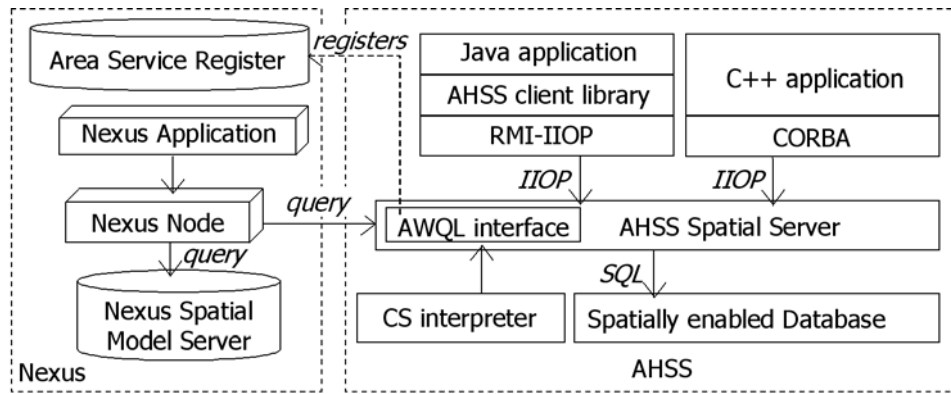 Area Service Register
registers
Nexus Application
Nexus Node
query
query
Nexus Spatial
Model Server
Nexus
Java application
AHSS client library
RMI-IIOP
IIOP
C++ application
CORBA
IIOP
AWQL interface
AHSS Spatial Server
SQL
CS interpreter
Spatially enabled Database
AHSS